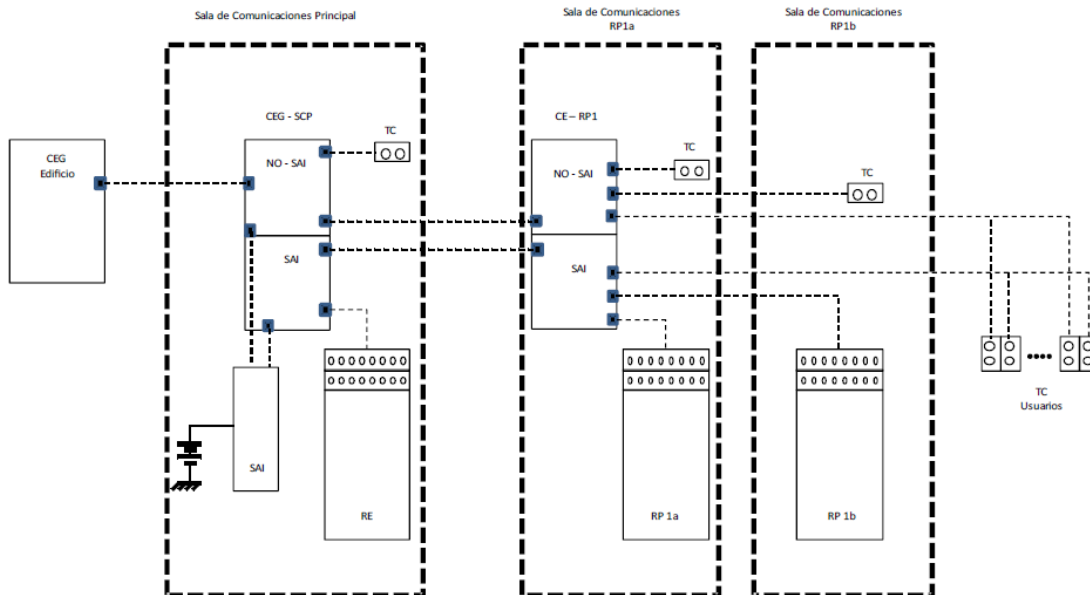 Sala de Comunicaciones Principal
Sala de Comunicaciones
RP1a
Sala de Comunicaciones
RP1b
CEG - SCP
CE – RP1
TC
CEG
Edificio
NO - SAI
NO - SAI
TC
TC
SAI
SAI
TC
Usuarios
SAI
RE
RP 1a
RP 1b